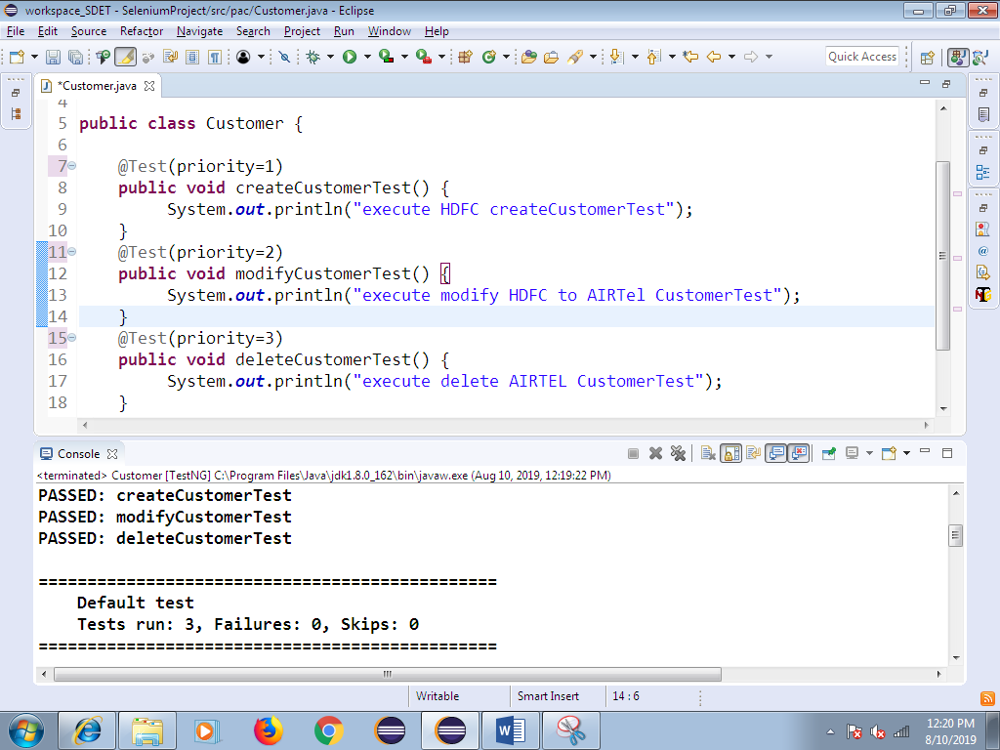 workspace_SDET - SeleniumProject/src/pac/Customer.java - Eclipse
File Edit Source Refactor Navigate Search Project Run Window Help
Quick Access
*Customer.java
4
5 public class Customer {
6
7 @Test(priority=1)
8 public void createCustomerTest() {
9 System.out.println("execute HDFC createCustomerTest");
10 }
11 @Test(priority=2)
12 public void modifyCustomerTest() {
13 System.out.println("execute modify HDFC to AIRTel CustomerTest");
14 }
15 @Test(priority=3)
16 public void deleteCustomerTest() {
17 System.out.println("execute delete AIRTEL CustomerTest");
18 }
Console
<terminated> Customer [TestNG] C:\Program Files\Java\jdk1.8.0_162\bin\javaw.exe (Aug 10, 2019, 12:19:22 PM)
PASSED: createCustomerTest
PASSED: modifyCustomerTest
PASSED: deleteCustomerTest
===============================================
Default test
Tests run: 3, Failures: 0, Skips: 0
===============================================
Writable Smart Insert 14 : 6
12:20 PM
8/10/2019